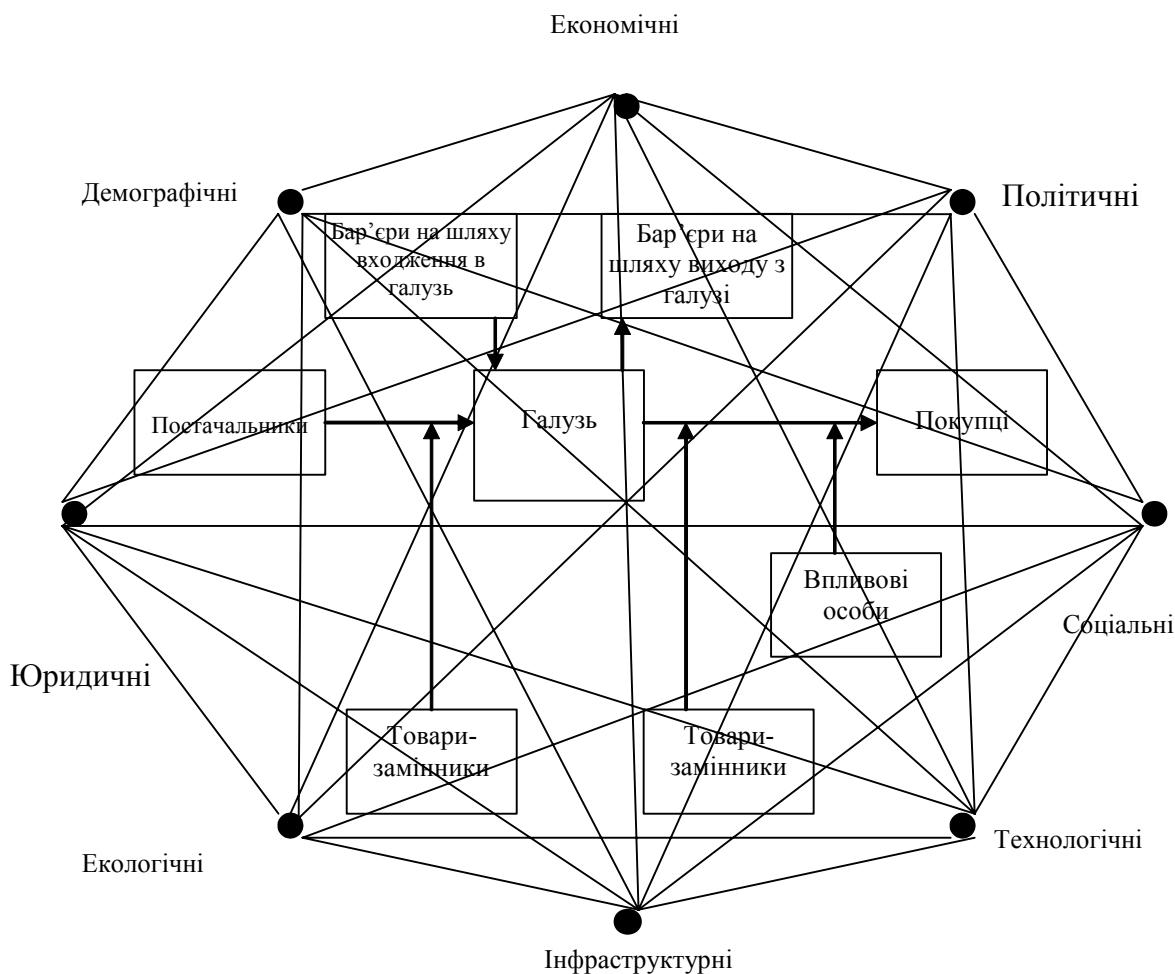 Економічні
Демографічні
Політичні
Бар’єри на шляху
входження в
галузь
Бар’єри на
шляху виходу з
галузі
Постачальники
Галузь
Покупці
Впливові
особи
Соціальні
Юридичні
Товари-
замінники
Товари-
замінники
Екологічні
Технологічні
Інфраструктурні